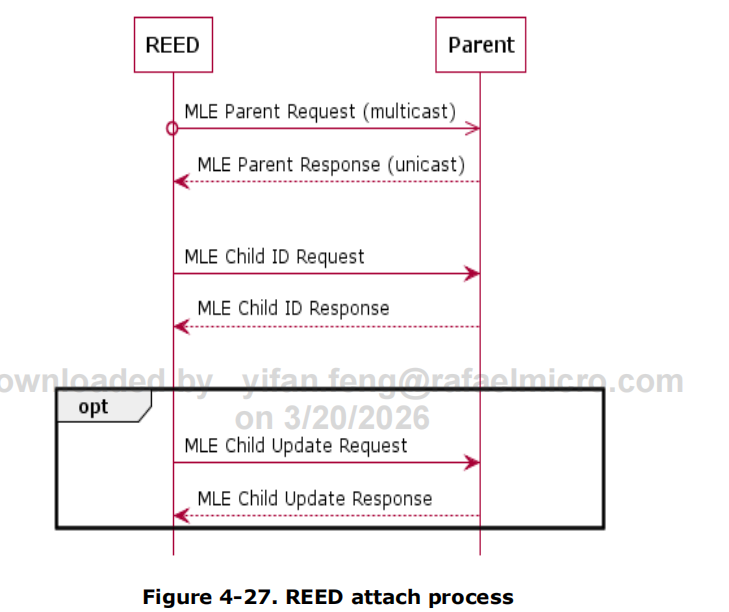 REED
Parent
MLE Parent Request (multicast)
MLE Parent Response (unicast)
MLE Child ID Request
MLE Child ID Response
ownloaded by yifan.feng@rafaelmicro.com
on 3/20/2026
opt
MLE Child Update Request
MLE Child Update Response
Figure 4-27. REED attach process